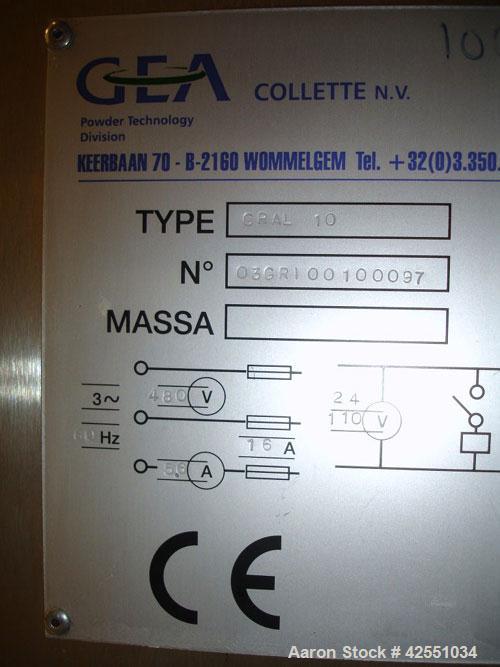 GEA COLLETTE N.V.
Powder Technology
Division
KEERBAAN 70 - B-2160 WOMMELGEM Tel. +32(0)3.350.
TYPE GRAL 10
N° 03GR100100097
MASSA
3~ 480 V
24
110 V
60 Hz
16 A
A
CE
Aaron Stock # 42551034